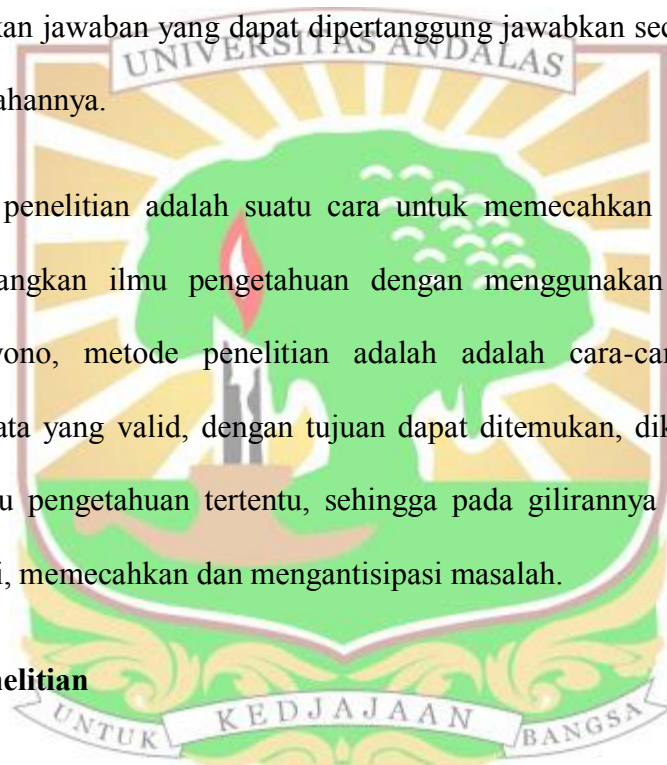 kan jawaban yang dapat dipertanggung jawabkan sec
UNIVERSITAS ANDALAS
ahannya.
penelitian adalah suatu cara untuk memecahkan
angkan ilmu pengetahuan dengan menggunakan
ono, metode penelitian adalah adalah cara-car
ata yang valid, dengan tujuan dapat ditemukan, dik
u pengetahuan tertentu, sehingga pada gilirannya
i, memecahkan dan mengantisipasi masalah.
nelitian
UNTUK KEDJAJAAN BANGSA